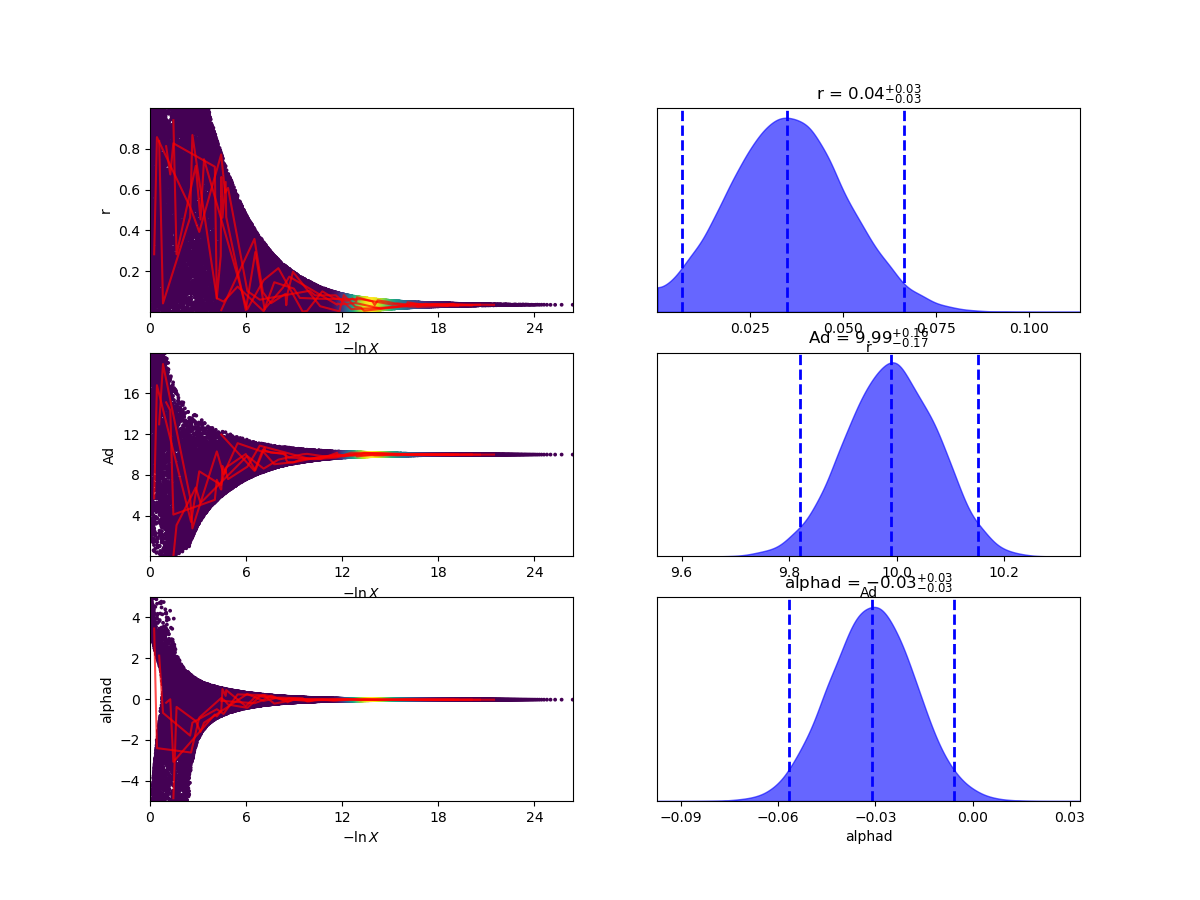 r = 0.04+0.03−0.03
0.8
0.6
0.4
0.2
r
0 6 12 18 24
−ln X
0.025 0.050 0.075 0.100
r
Ad = 9.99+0.16−0.17
16
12
8
4
Ad
0 6 12 18 24
−ln X
9.6 9.8 10.0 10.2
Ad
alphad = −0.03+0.03−0.03
4
2
0
−2
−4
alphad
0 6 12 18 24
−ln X
−0.09 −0.06 −0.03 0.00 0.03
alphad